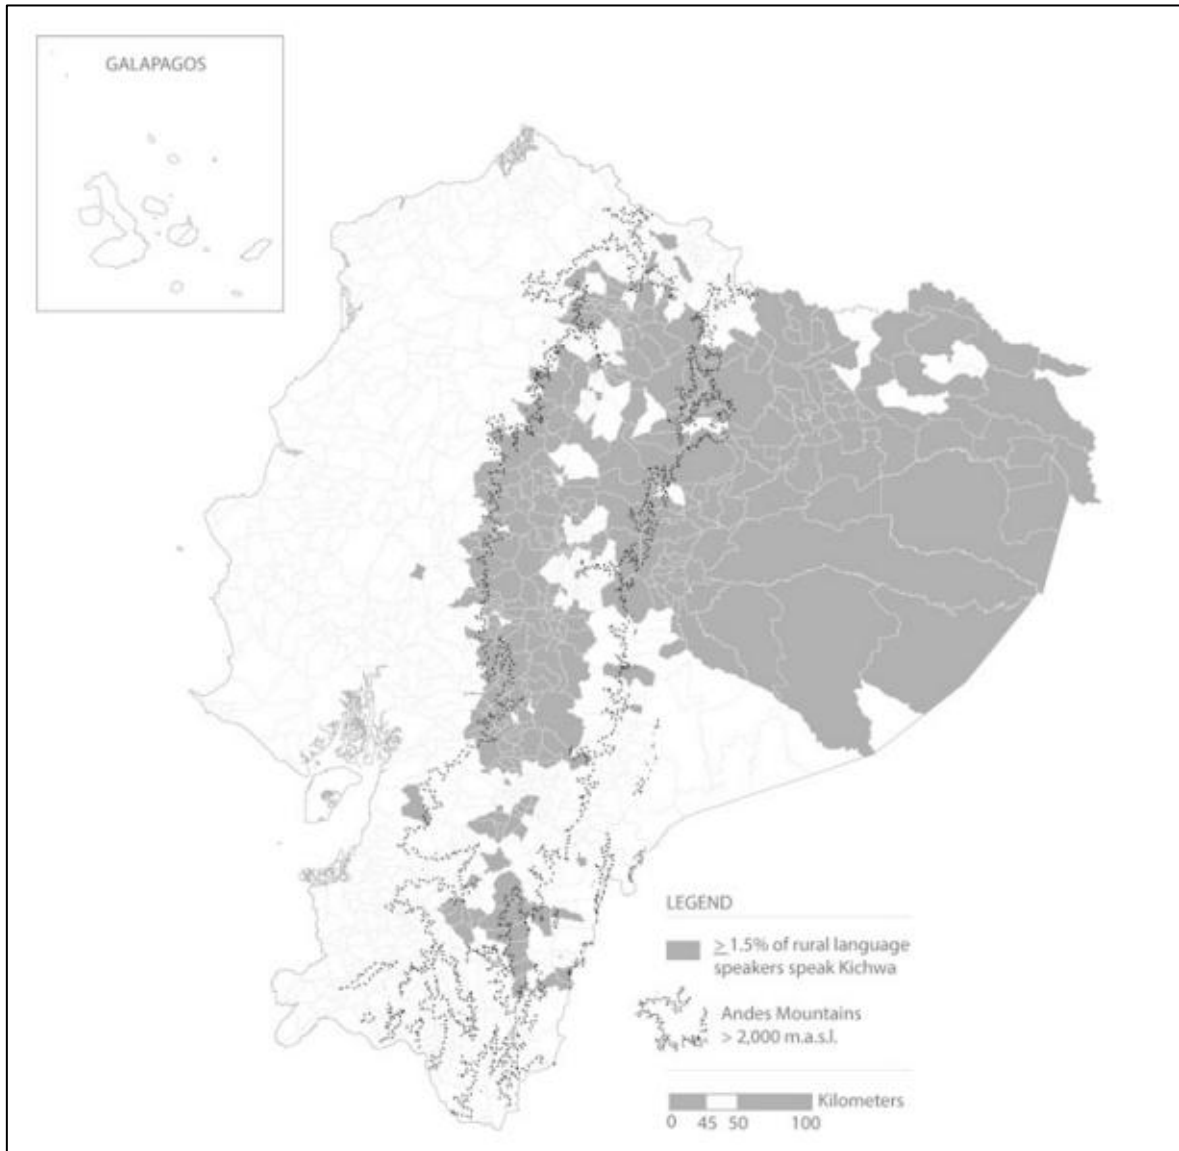 GALAPAGOS
LEGEND
≥ 1.5% of rural language
speakers speak Kichwa
Andes Mountains
> 2,000 m.a.s.l.
Kilometers
0 45 50 100